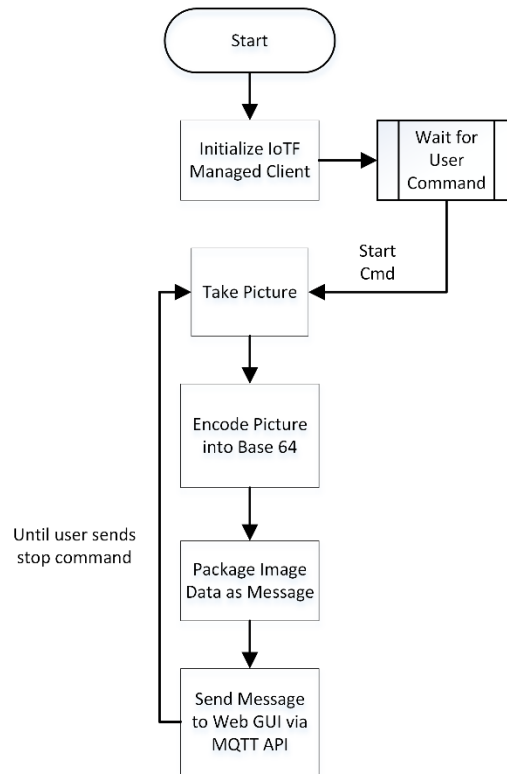 Start
Initialize IoTF
Managed Client
Wait for
User
Command
Start
Cmd
Take Picture
Encode Picture
into Base 64
Until user sends
stop command
Package Image
Data as Message
Send Message
to Web GUI via
MQTT API